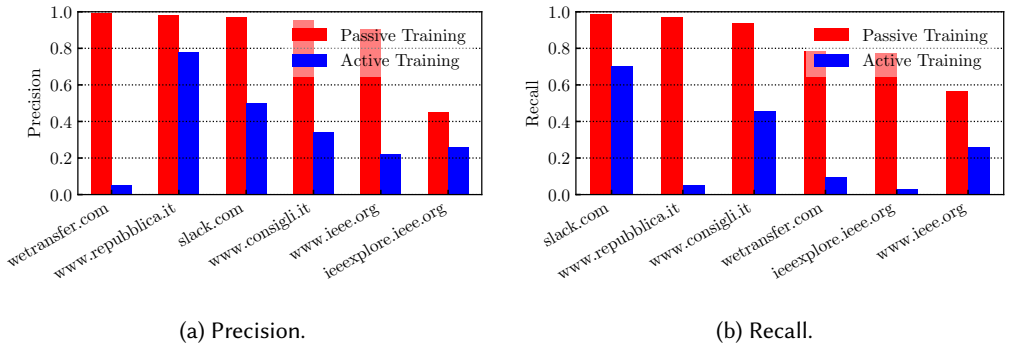 1.0
0.8
0.6
0.4
0.2
0.0
Precision
Passive Training
Active Training
wetransfer.com
www.repubblica.it
slack.com
www.consigli.it
www.ieee.org
ieeexplore.ieee.org
(a) Precision.
1.0
0.8
0.6
0.4
0.2
0.0
Recall
Passive Training
Active Training
slack.com
www.repubblica.it
www.consigli.it
wetransfer.com
ieeexplore.ieee.org
www.ieee.org
(b) Recall.